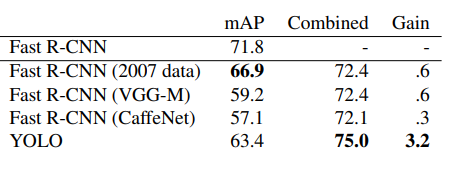 mAP Combined Gain
Fast R-CNN 71.8 - -
Fast R-CNN (2007 data) 66.9 72.4 .6
Fast R-CNN (VGG-M) 59.2 72.4 .6
Fast R-CNN (CaffeNet) 57.1 72.1 .3
YOLO 63.4 75.0 3.2